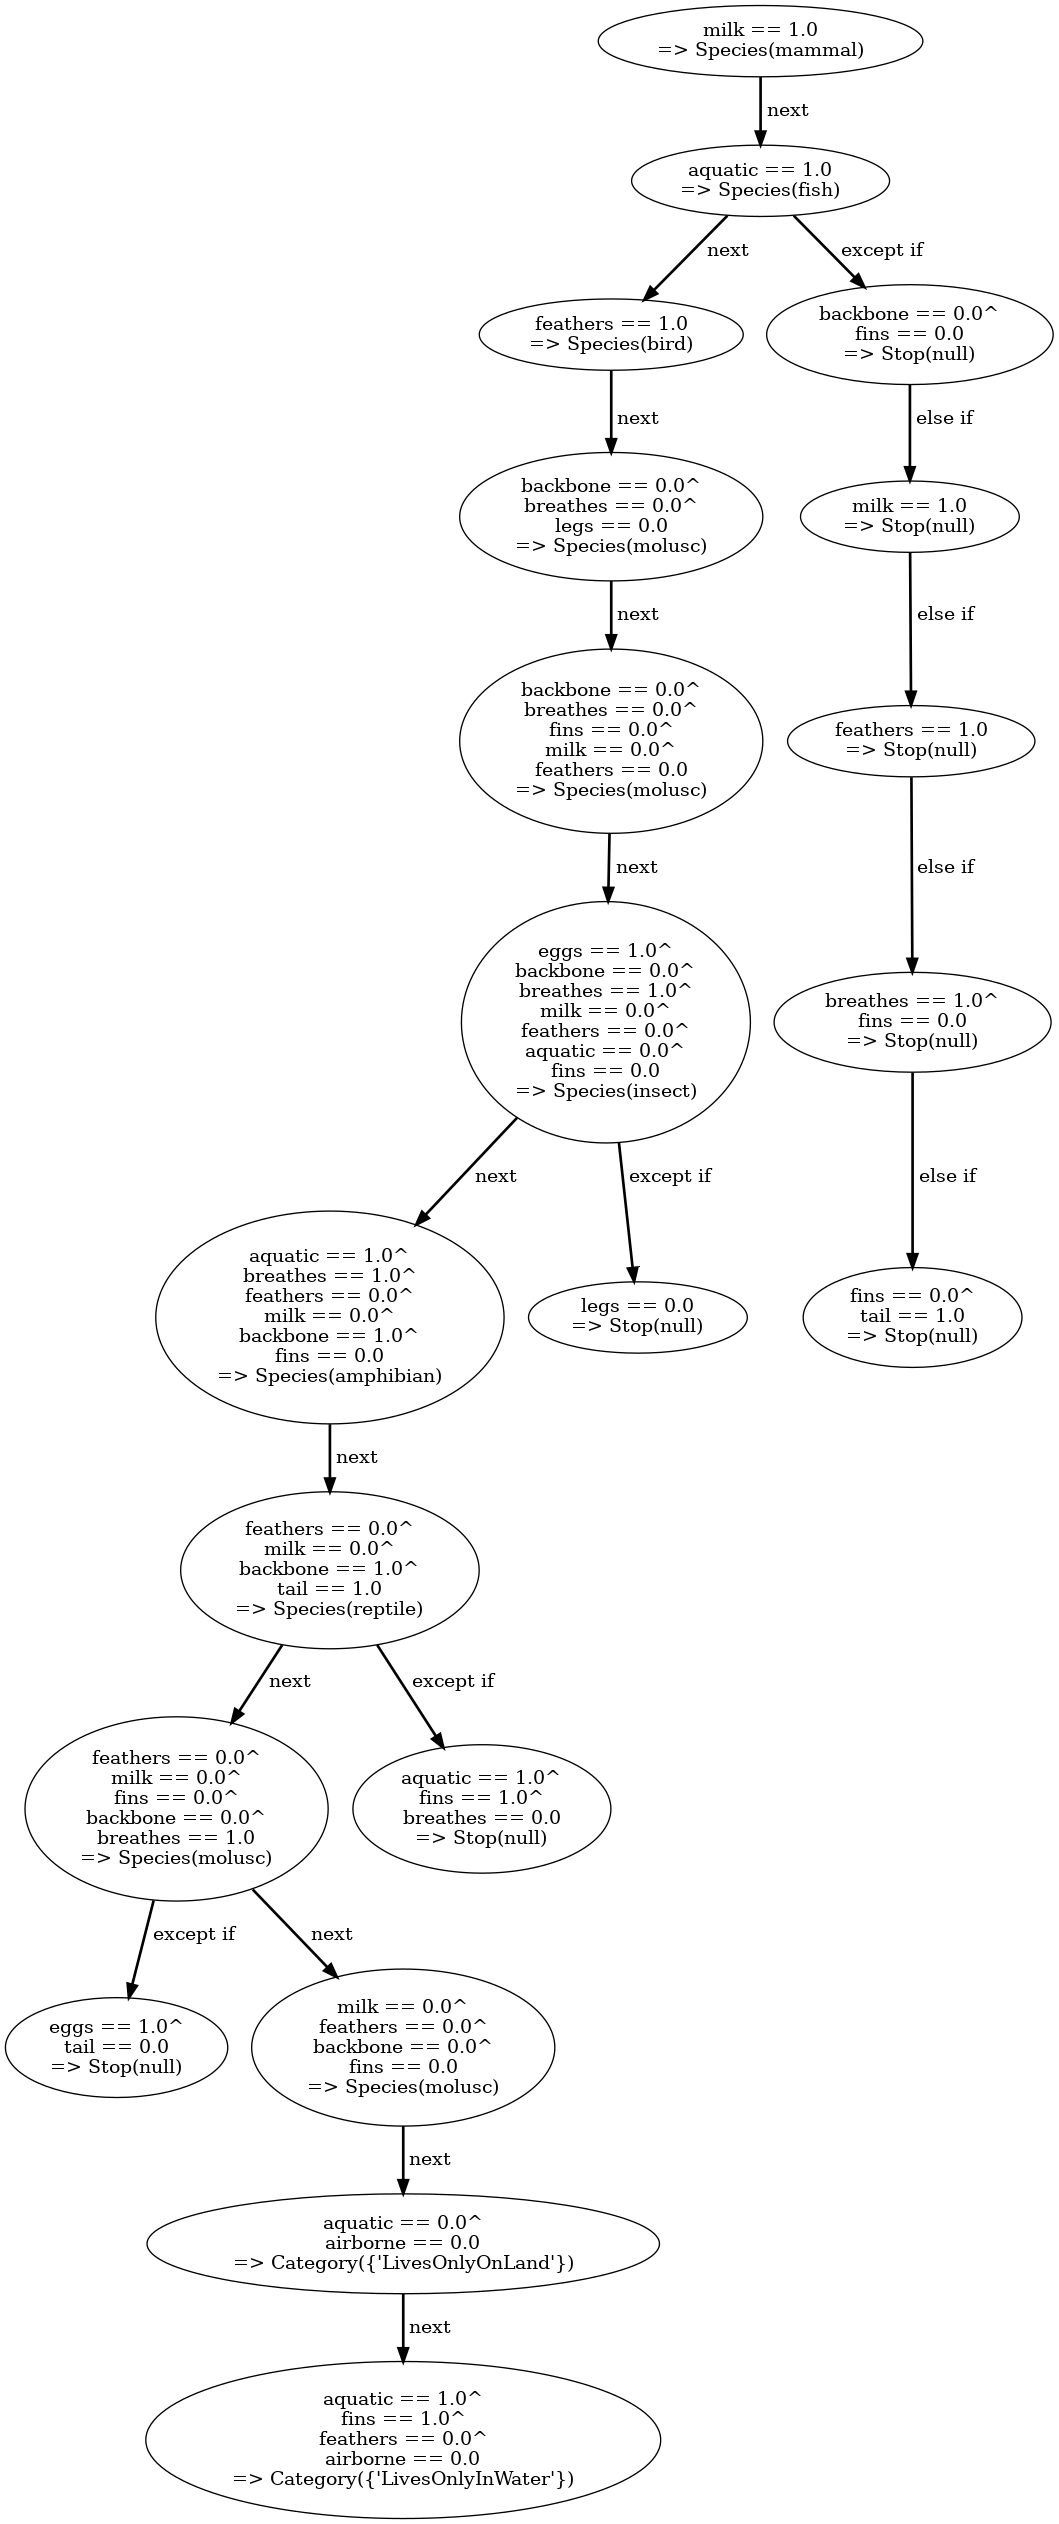 milk == 1.0
=> Species(mammal)
next
aquatic == 1.0
=> Species(fish)
next
except if
feathers == 1.0
=> Species(bird)
backbone == 0.0^
fins == 0.0
=> Stop(null)
next
else if
backbone == 0.0^
breathes == 0.0^
legs == 0.0
=> Species(molusc)
milk == 1.0
=> Stop(null)
next
else if
backbone == 0.0^
breathes == 0.0^
fins == 0.0^
milk == 0.0^
feathers == 0.0
=> Species(molusc)
feathers == 1.0
=> Stop(null)
next
else if
eggs == 1.0^
backbone == 0.0^
breathes == 1.0^
milk == 0.0^
feathers == 0.0^
aquatic == 0.0^
fins == 0.0
=> Species(insect)
breathes == 1.0^
fins == 0.0
=> Stop(null)
next
except if
else if
aquatic == 1.0^
breathes == 1.0^
feathers == 0.0^
milk == 0.0^
backbone == 1.0^
fins == 0.0
=> Species(amphibian)
legs == 0.0
=> Stop(null)
fins == 0.0^
tail == 1.0
=> Stop(null)
next
feathers == 0.0^
milk == 0.0^
backbone == 1.0^
tail == 1.0
=> Species(reptile)
next
except if
feathers == 0.0^
milk == 0.0^
fins == 0.0^
backbone == 0.0^
breathes == 1.0
=> Species(molusc)
aquatic == 1.0^
fins == 1.0^
breathes == 0.0
=> Stop(null)
except if
next
eggs == 1.0^
tail == 0.0
=> Stop(null)
milk == 0.0^
feathers == 0.0^
backbone == 0.0^
fins == 0.0
=> Species(molusc)
next
aquatic == 0.0^
airborne == 0.0
=> Category({'LivesOnlyOnLand'})
next
aquatic == 1.0^
fins == 1.0^
feathers == 0.0^
airborne == 0.0
=> Category({'LivesOnlyInWater'})